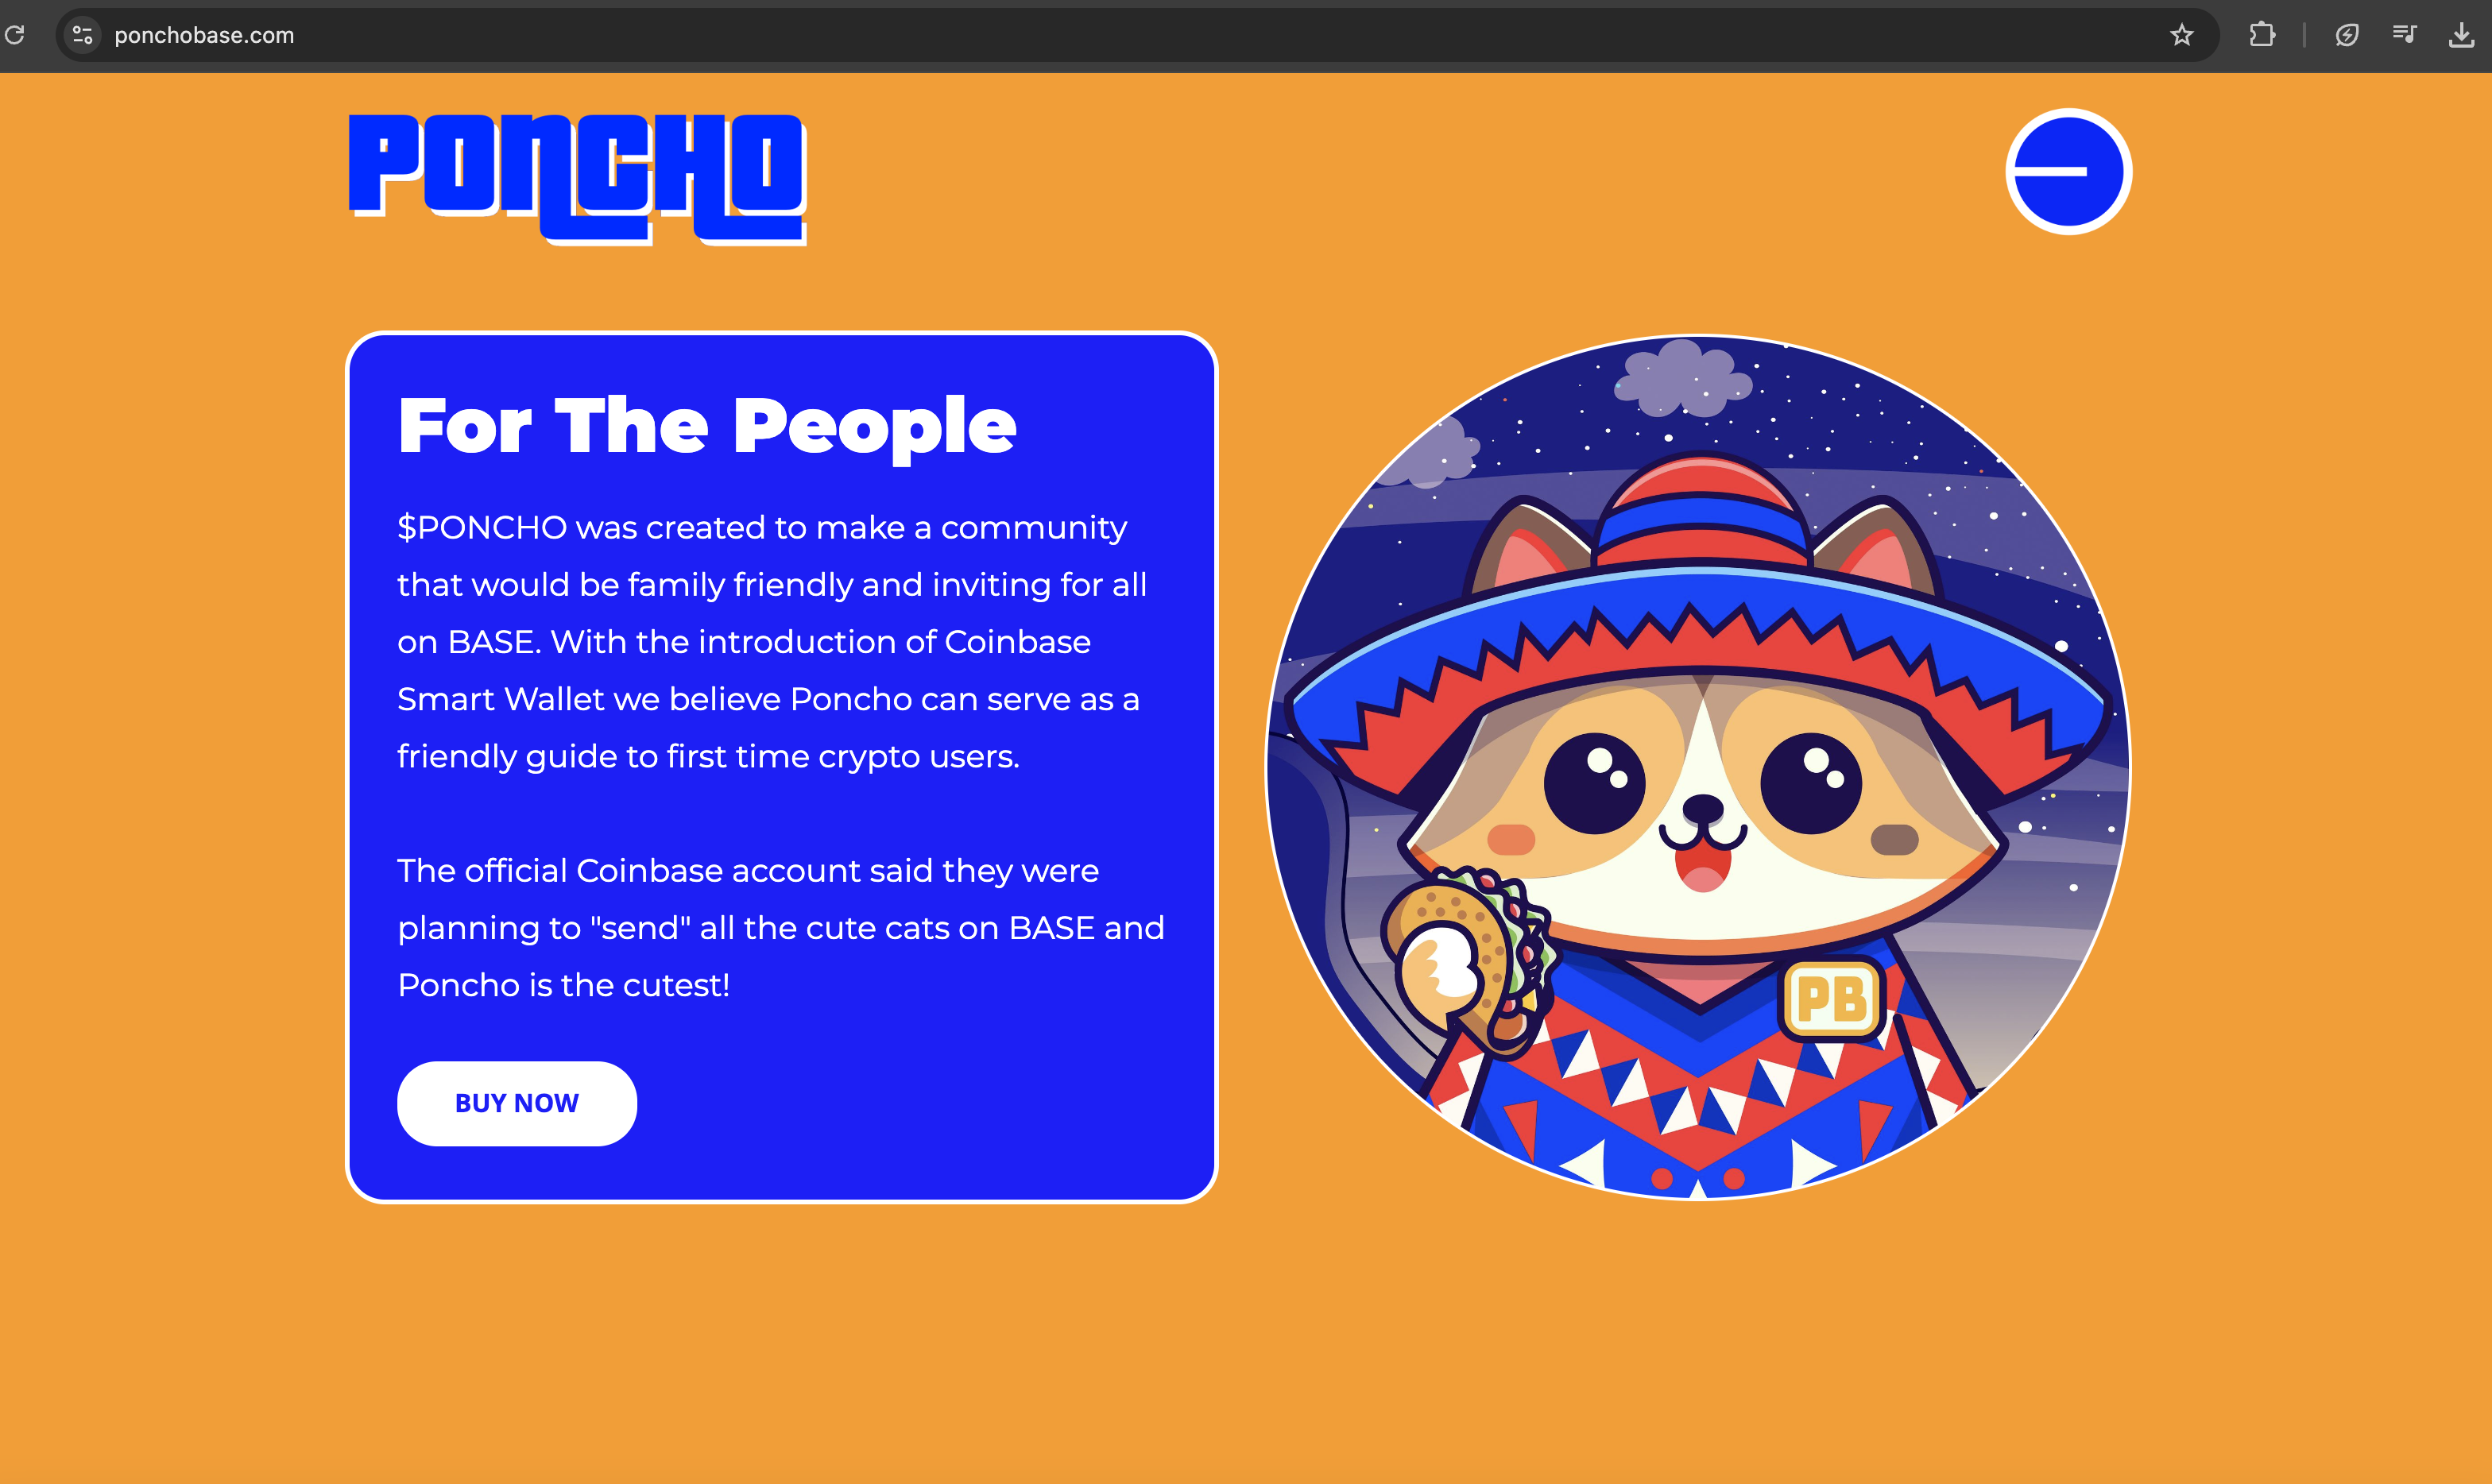 ponchobase.com
PONCHO
For The People
$PONCHO was created to make a community
that would be family friendly and inviting for all
on BASE. With the introduction of Coinbase
Smart Wallet we believe Poncho can serve as a
friendly guide to first time crypto users.
The official Coinbase account said they were
planning to "send" all the cute cats on BASE and
Poncho is the cutest!
BUY NOW
PB